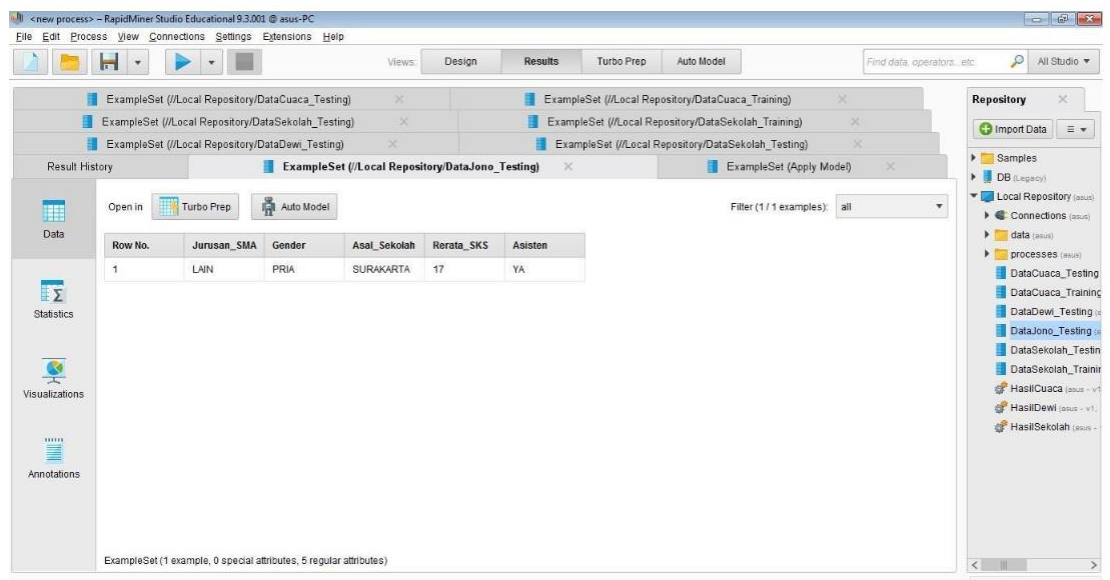 <new process> – RapidMiner Studio Educational 9.3.001 @ asus-PC
File Edit Process View Connections Settings Extensions Help
Views: Design Results Turbo Prep Auto Model Find data, operators...etc All Studio
ExampleSet (//Local Repository/DataCuaca_Testing) ExampleSet (//Local Repository/DataCuaca_Training)
ExampleSet (//Local Repository/DataSekolah_Testing) ExampleSet (//Local Repository/DataSekolah_Training)
ExampleSet (//Local Repository/DataDewi_Testing) ExampleSet (//Local Repository/DataSekolah_Testing)
Result History ExampleSet (//Local Repository/DataJono_Testing) ExampleSet (Apply Model)
Data
Statistics
Visualizations
Annotations
Open in Turbo Prep Auto Model Filter (1 / 1 examples): all
Row No. Jurusan_SMA Gender Asal_Sekolah Rerata_SKS Asisten
1 LAIN PRIA SURAKARTA 17 YA
ExampleSet (1 example, 0 special attributes, 5 regular attributes)
Repository
Import Data
Samples
DB (Legacy)
Local Repository (asus)
Connections (asus)
data (asus)
processes (asus)
DataCuaca_Testing
DataCuaca_Training
DataDewi_Testing
DataJono_Testing
DataSekolah_Testin
DataSekolah_Trainin
HasilCuaca (asus - v1
HasilDewi (asus - v1,
HasilSekolah (asus -